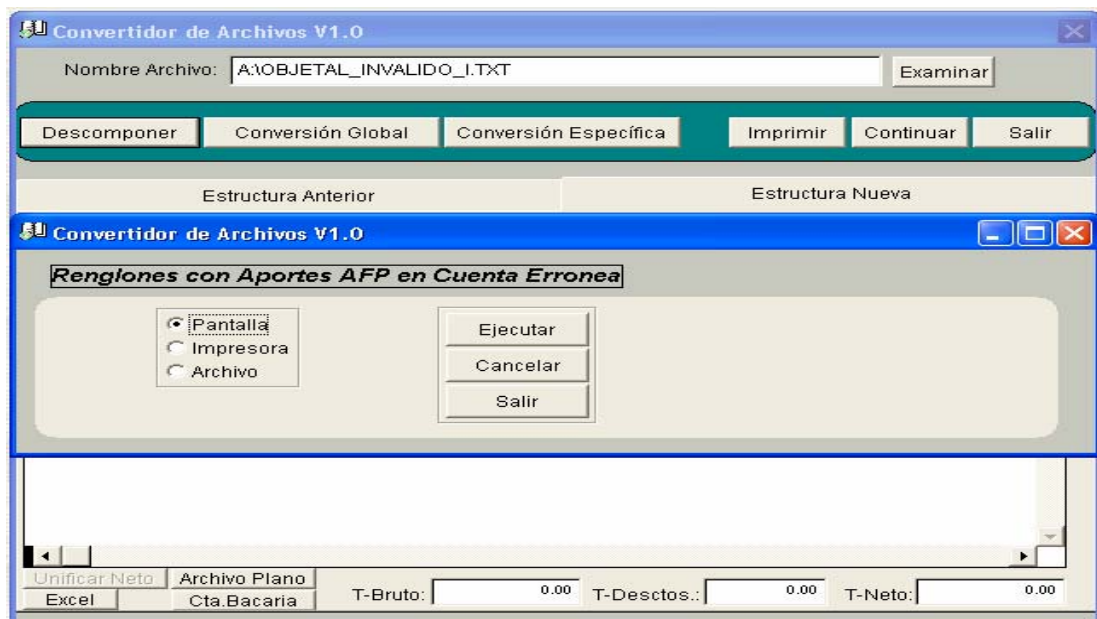 Convertidor de Archivos V1.0
Nombre Archivo: A:\OBJETAL_INVALIDO_I.TXT Examinar
Descomponer Conversión Global Conversión Específica Imprimir Continuar Salir
Estructura Anterior Estructura Nueva
Convertidor de Archivos V1.0
Renglones con Aportes AFP en Cuenta Erronea
Pantalla Ejecutar
Impresora
Cancelar
Archivo
Salir
Unificar Neto Archivo Plano
Excel Cta.Bacaria T-Bruto: 0.00 T-Desctos.: 0.00 T-Neto: 0.00